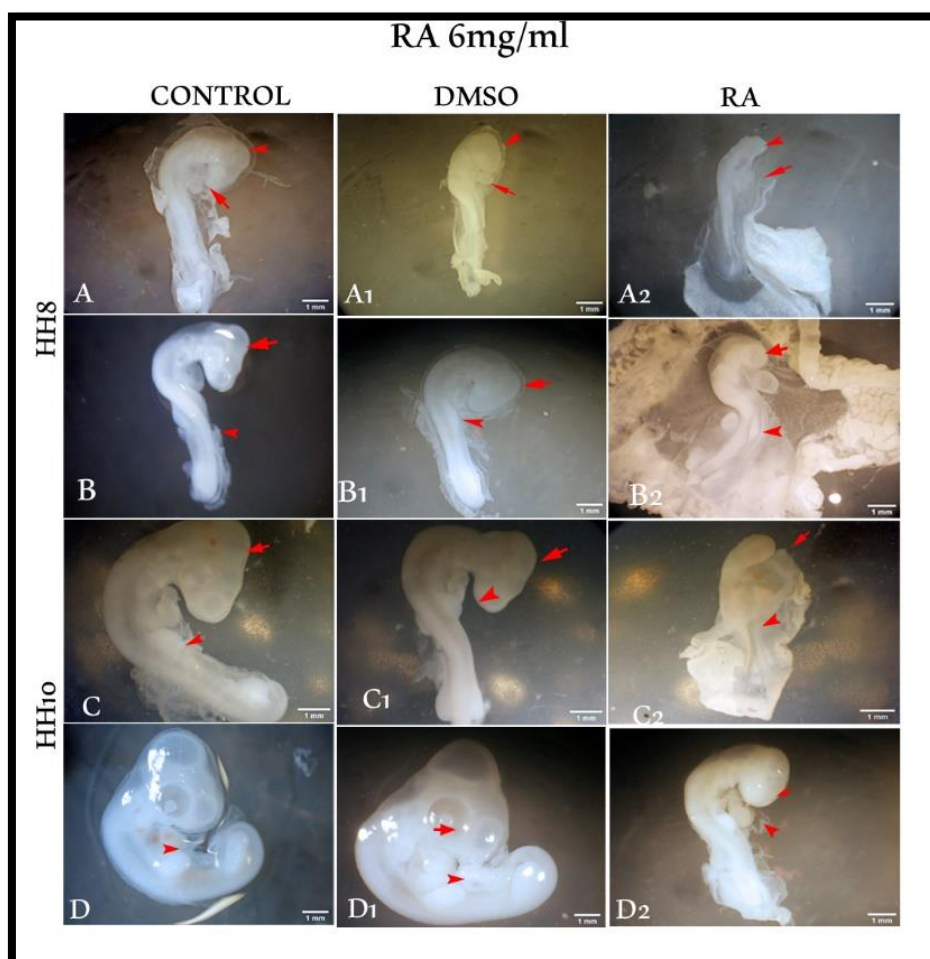 RA 6mg/ml
CONTROL DMSO RA
HH8
A 1 mm
A1 1 mm
A2 1 mm
B 1 mm
B1 1 mm
B2 1 mm
HH10
C 1 mm
C1 1 mm
C2 1 mm
D 1 mm
D1 1 mm
D2 1 mm